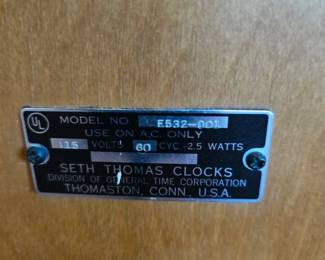 UL MODEL NO. E532-001
USE ON A.C. ONLY
115 VOLTS 60 CYC.-2.5 WATTS
SETH THOMAS CLOCKS
DIVISION OF GENERAL TIME CORPORATION
THOMASTON, CONN., U.S.A.